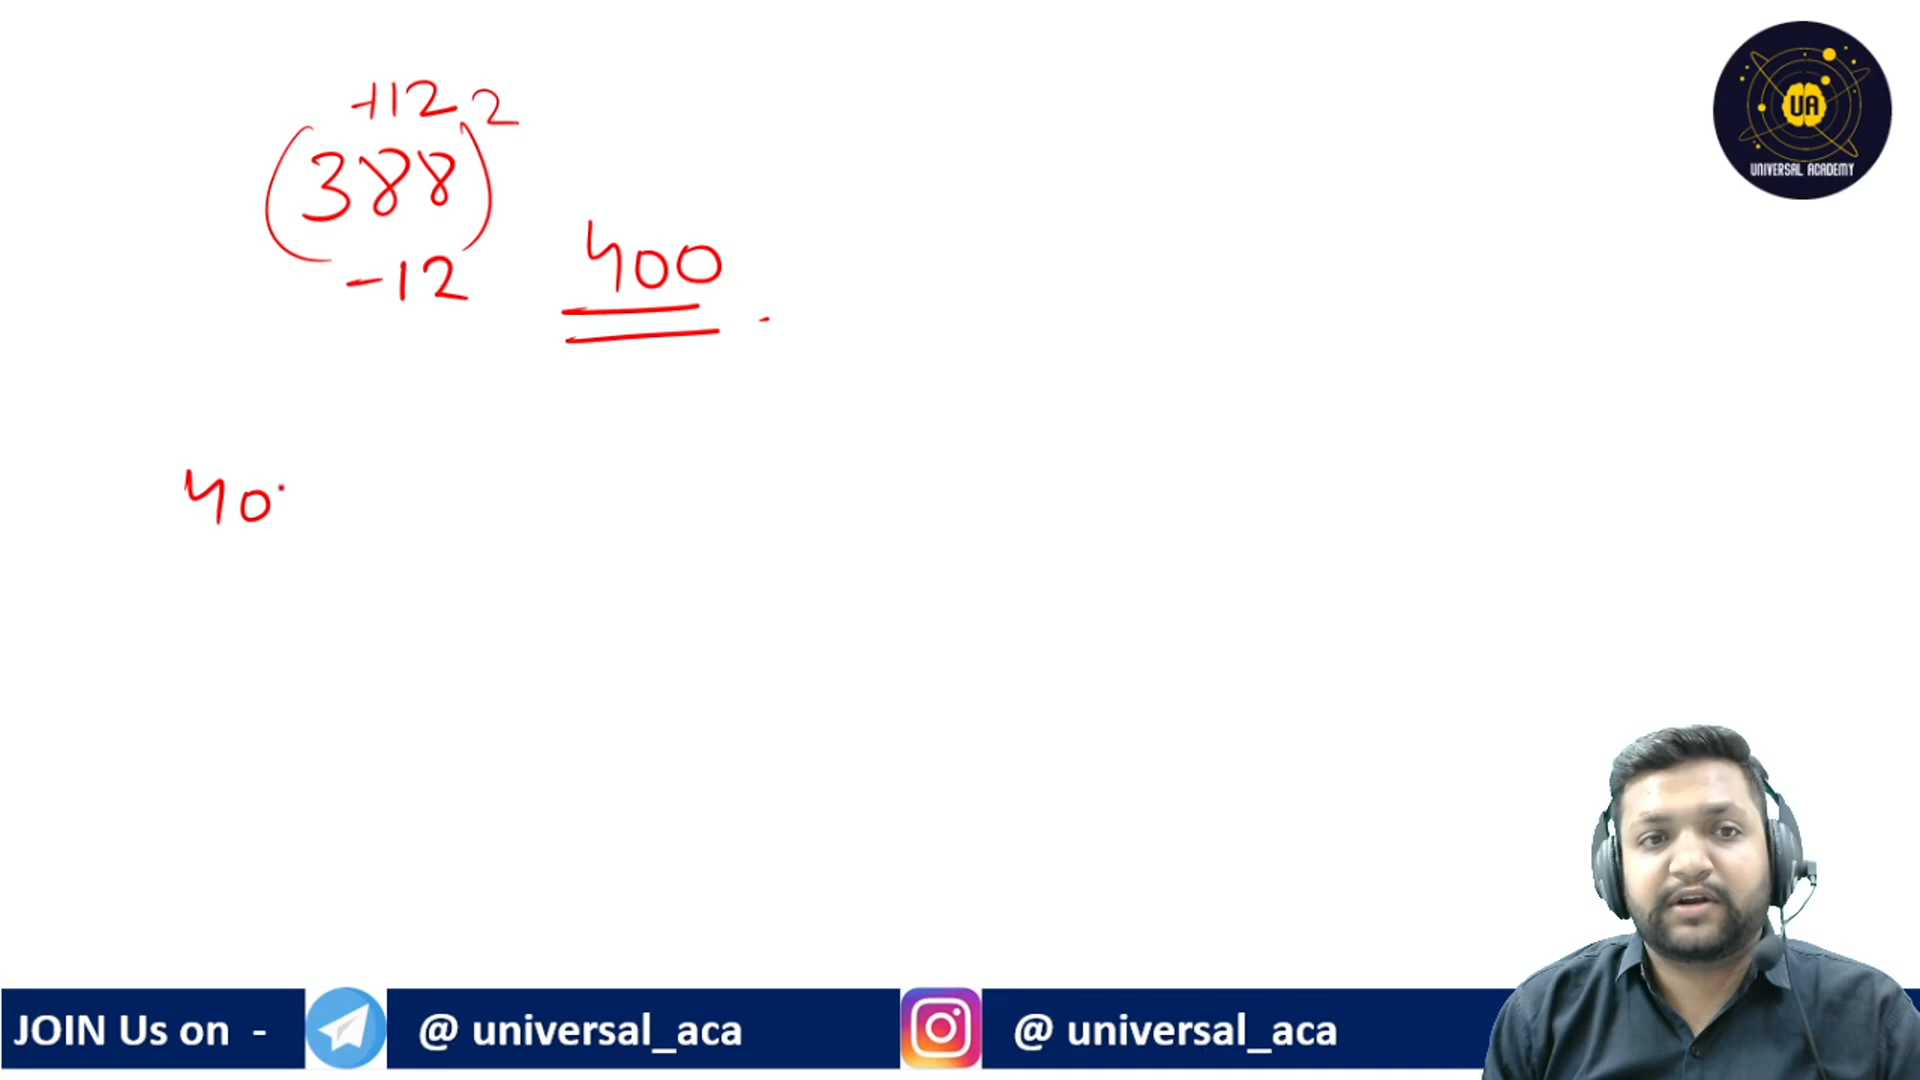 +12
(388)²
-12
400
40
UA
UNIVERSAL ACADEMY
JOIN Us on - @ universal_aca @ universal_aca